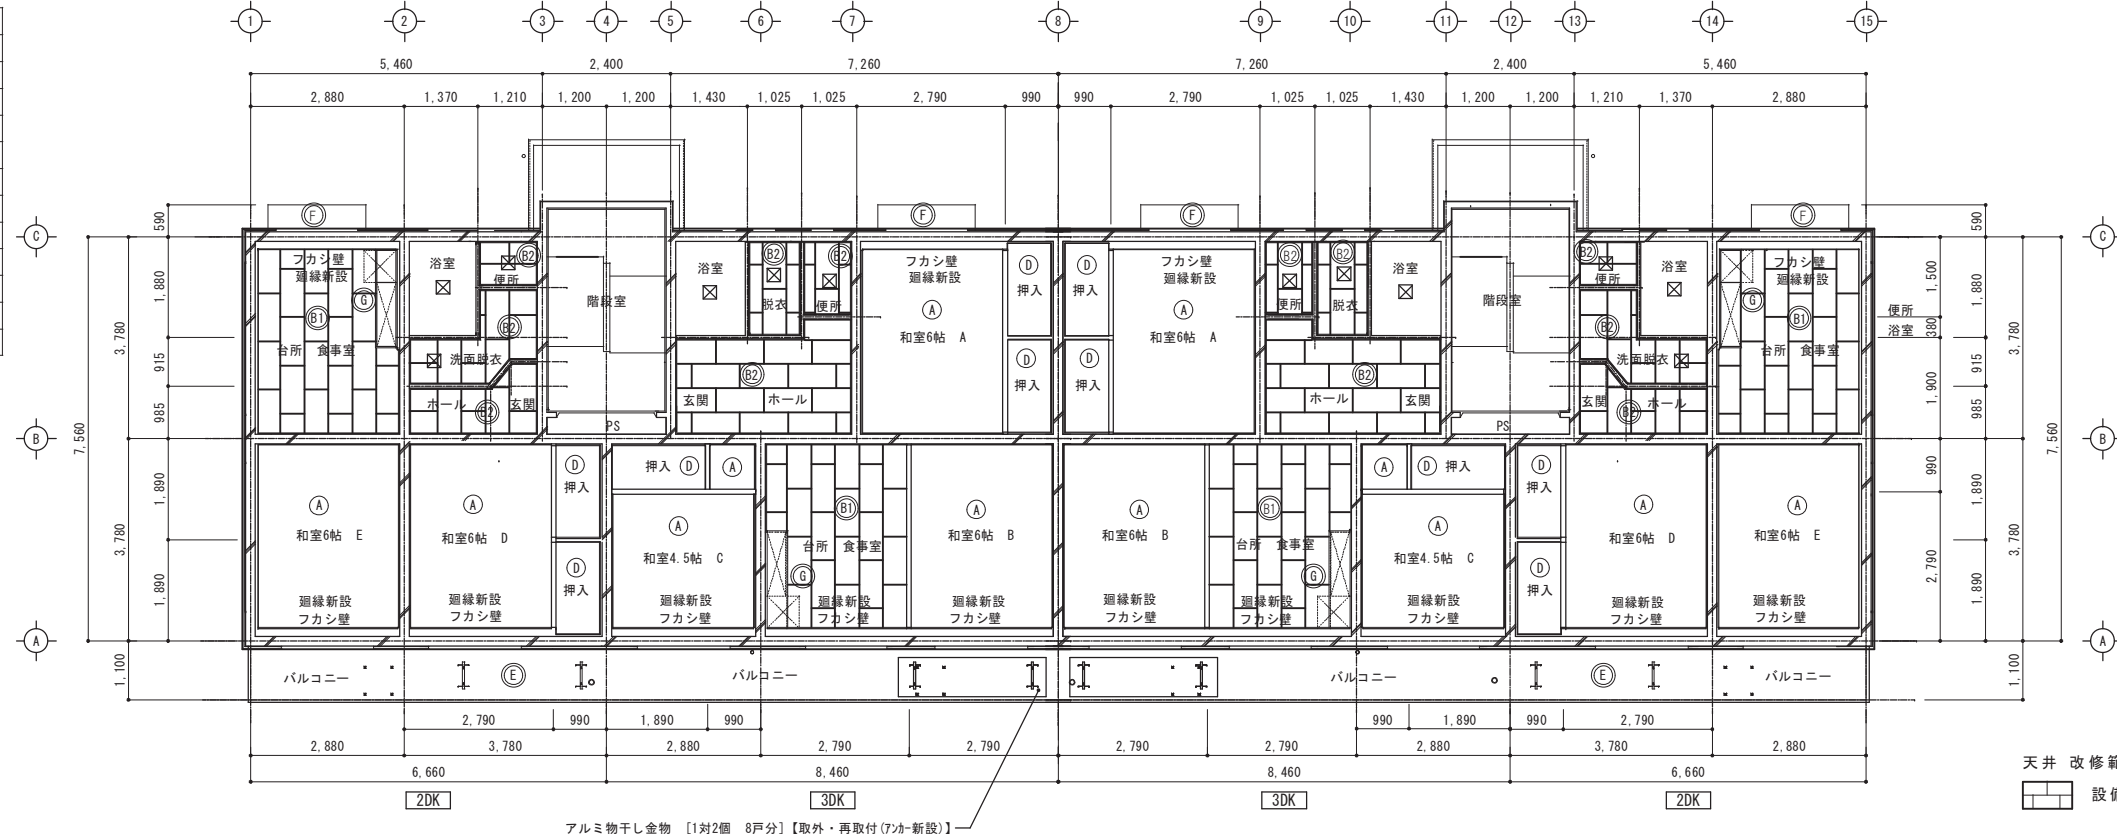 1 2 3 4 5 6 7 8 9 10 11 12 13 14 15
5,460 2,400 7,260 7,260 2,400 5,460
2,880 1,370 1,210 1,200 1,200 1,430 1,025 1,025 2,790 990 990 2,790 1,025 1,025 1,430 1,200 1,200 1,210 1,370 2,880
F F F F
C 590 590 C
フカシ壁 浴室 B2 浴室 B2 B2 フカシ壁 D D フカシ壁 B2 B2 浴室 B2 浴室 フカシ壁
廻縁新設 便所 階段室 脱衣 便所 廻縁新設 押入 押入 廻縁新設 便所 脱衣 階段室 便所 廻縁新設
G G
B1 B2 A A B2 B1
和室6帖 A 和室6帖 A
台所 食事室 洗面脱衣 D D 洗面脱衣 台所 食事室
B2 押入 押入 B2
ホール 玄関 玄関 ホール ホール 玄関 玄関 ホール
B2 B2
PS PS
1,880 1,500 1,880
便所
浴室
3,780 380 3,780
915 1,900 915
985 985
B B
7,560 7,560
D 押入 D A A D 押入 D
押入 押入
1,890 990 1,890
A A A B1 A A B1 A A A
和室6帖 E 和室6帖 D 和室4.5帖 C 台所 食事室 和室6帖 B 和室6帖 B 台所 食事室 和室4.5帖 C 和室6帖 D 和室6帖 E
3,780 3,780
D G G D
押入 押入
1,890 2,790 1,890
廻縁新設 廻縁新設 廻縁新設 廻縁新設 廻縁新設 廻縁新設 廻縁新設 廻縁新設 廻縁新設 廻縁新設
フカシ壁 フカシ壁 フカシ壁 フカシ壁 フカシ壁 フカシ壁 フカシ壁 フカシ壁 フカシ壁 フカシ壁
A A
1,100 バルコニー E バルコニー バルコニー E バルコニー 1,100
2,790 990 1,890 990 990 1,890 990 2,790
2,880 3,780 2,880 2,790 2,790 2,790 2,790 2,880 3,780 2,880
6,660 8,460 8,460 6,660
2DK 3DK 3DK 2DK
天井 改修範
設備
アルミ物干し金物 [1対2個 8戸分]【取外・再取付(アンカー新設)】